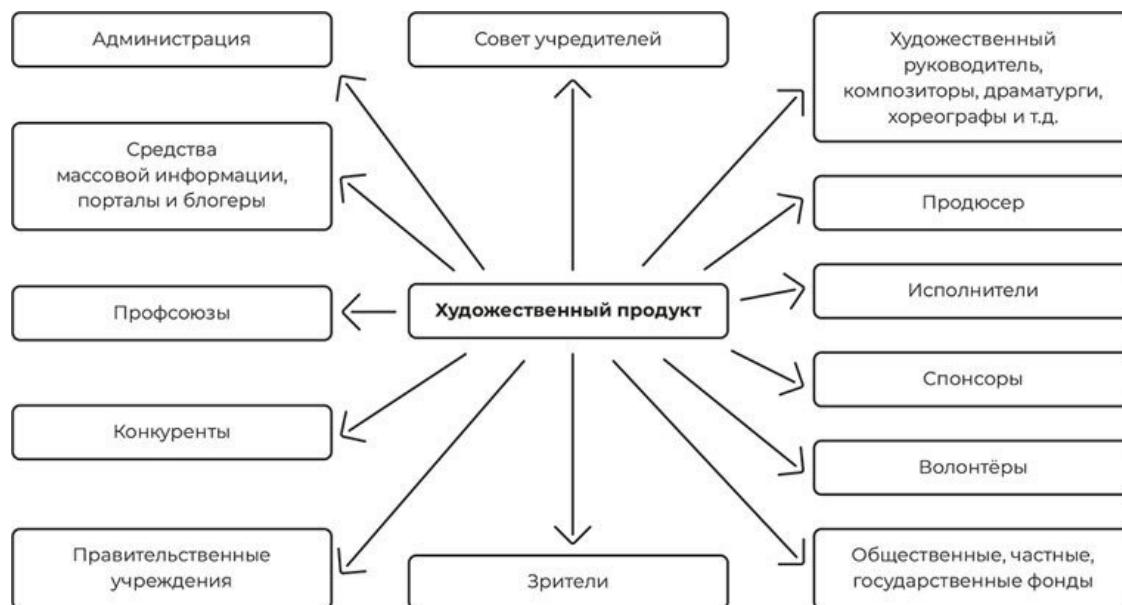 Администрация
Совет учредителей
Художественный
руководитель,
композиторы, драматурги,
хореографы и т.д.
Средства
массовой информации,
порталы и блогеры
Продюсер
Профсоюзы
Художественный продукт
Исполнители
Спонсоры
Конкуренты
Волонтёры
Правительственные
учреждения
Зрители
Общественные, частные,
государственные фонды